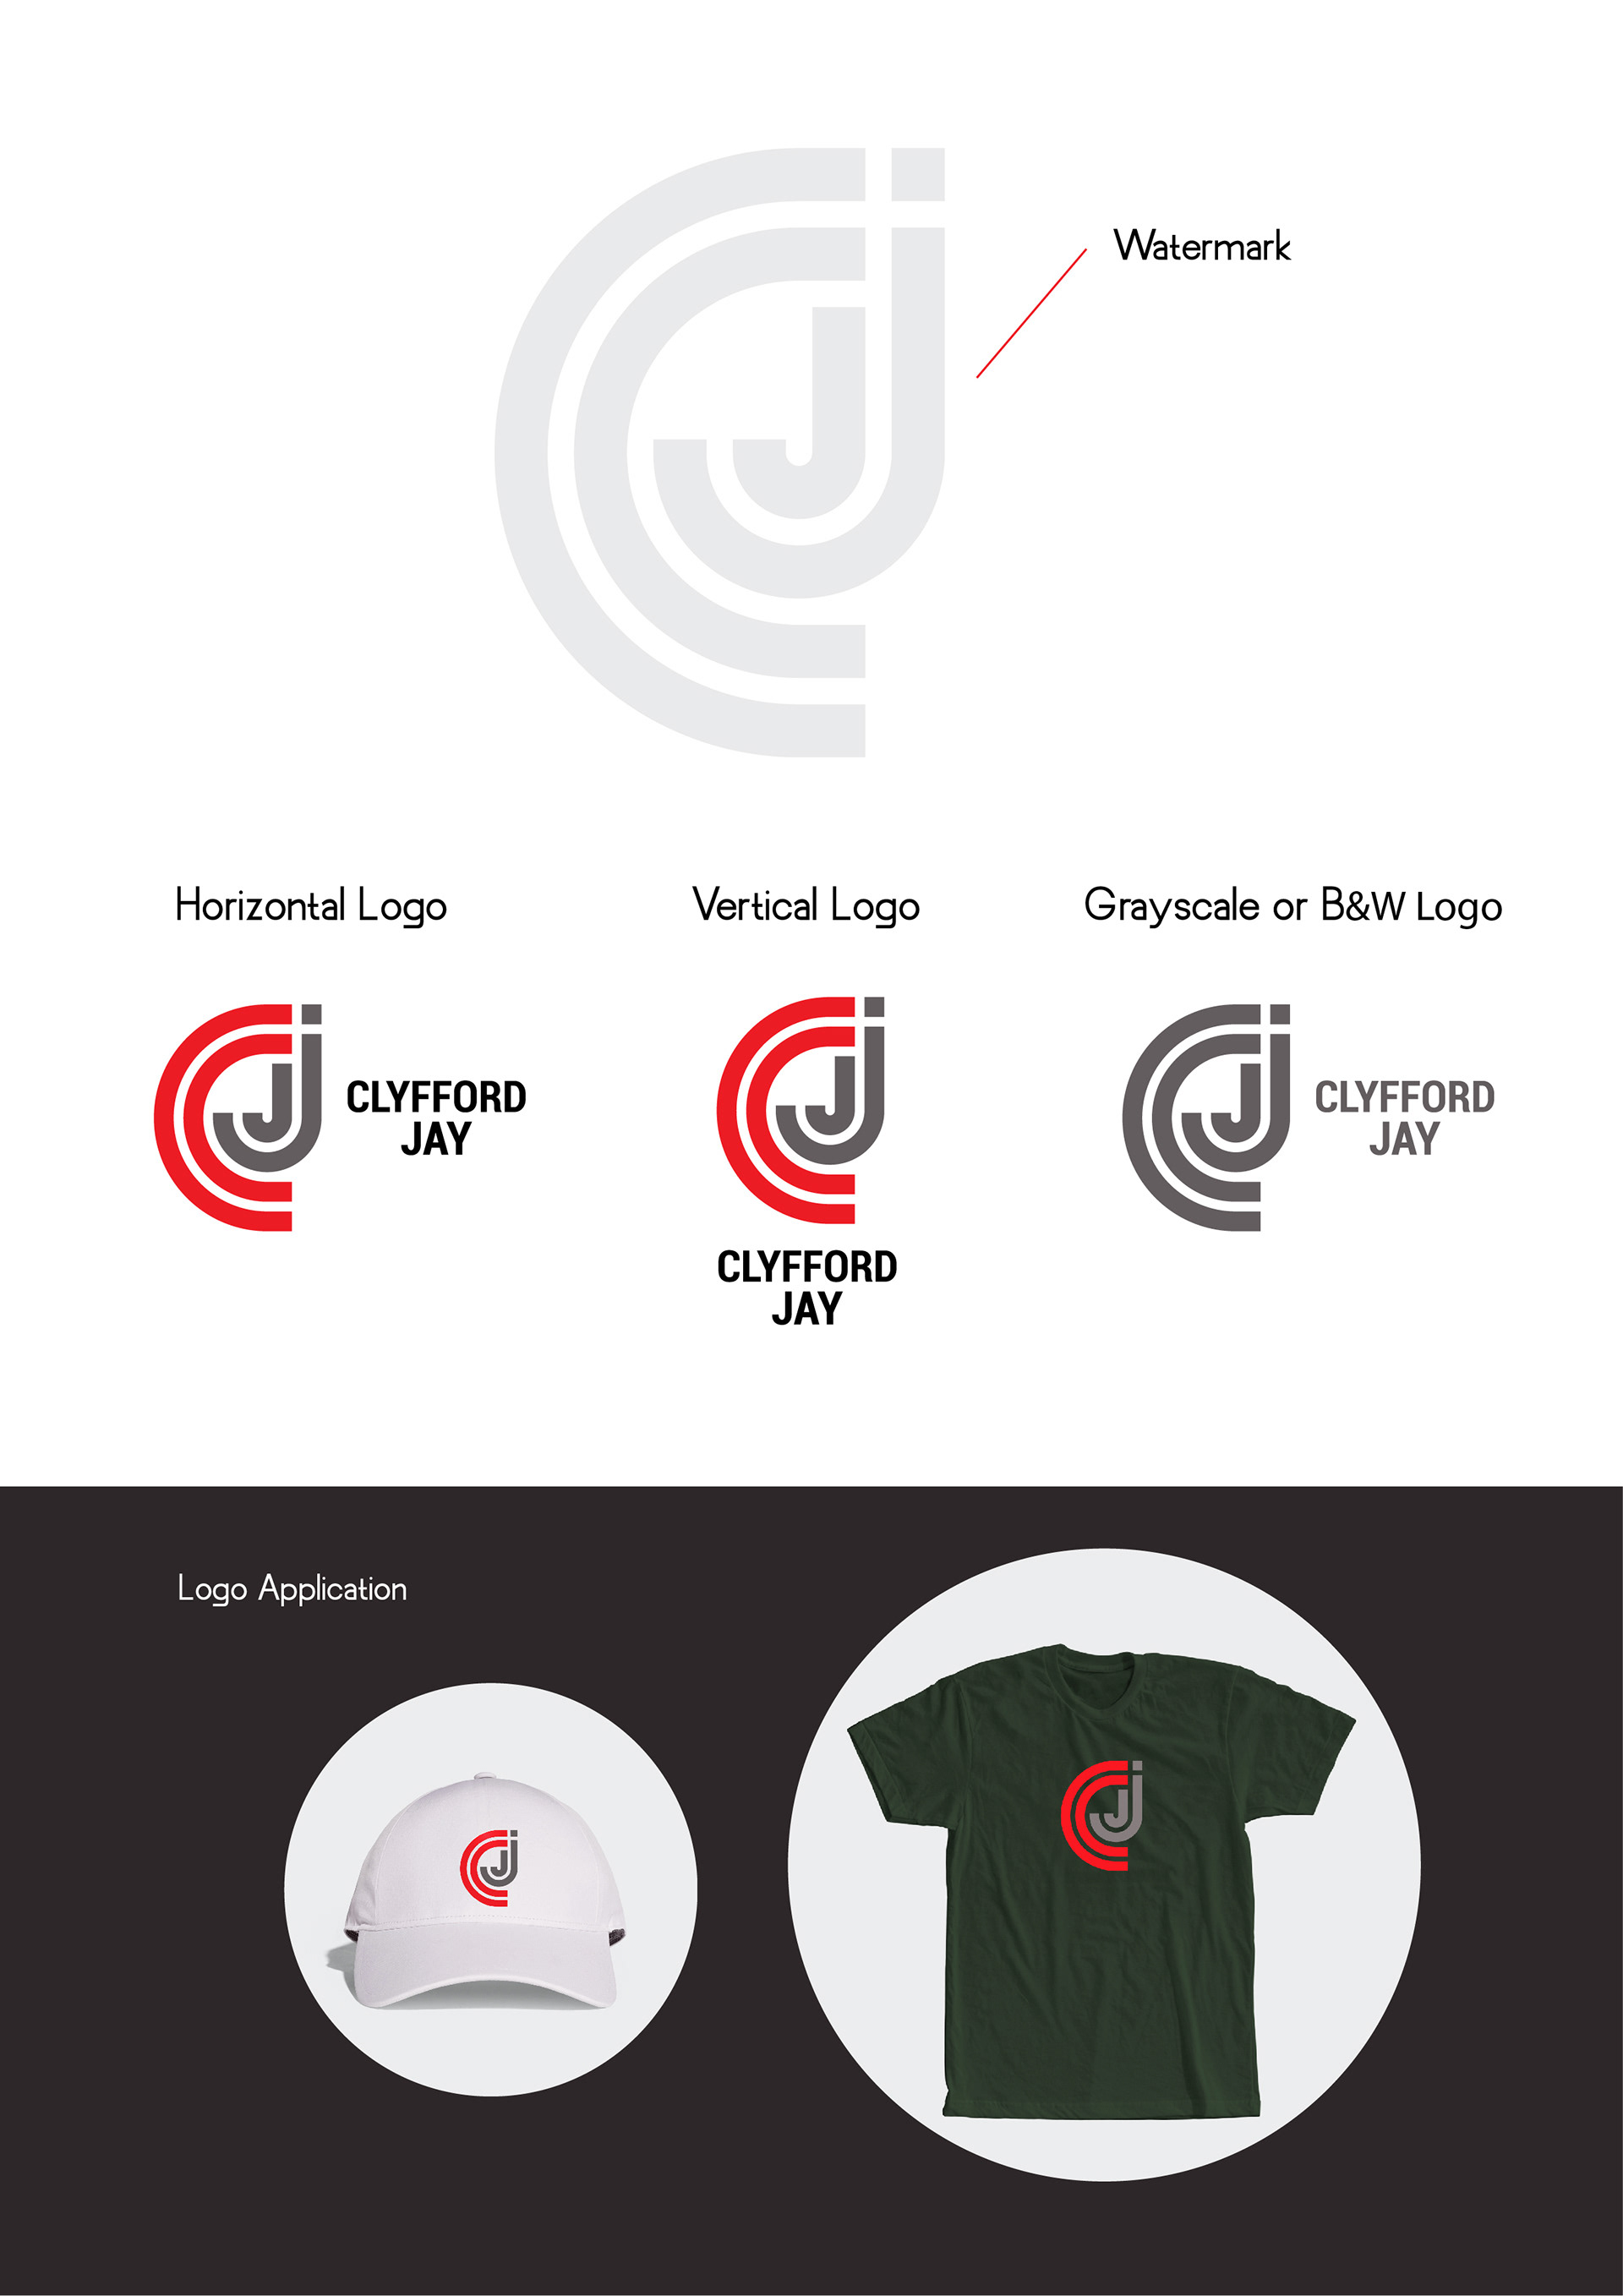 Watermark
Horizontal Logo
Vertical Logo
Grayscale or B&W Logo
CLYFFORD
JAY
CLYFFORD
JAY
CLYFFORD
JAY
Logo Application